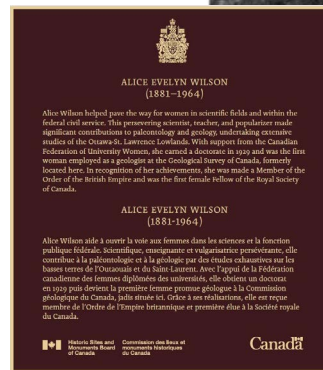 ALICE EVELYN WILSON
(1881–1964)
Alice Wilson helped pave the way for women in scientific fields and within the
federal civil service. This persevering scientist, teacher, and popularizer made
significant contributions to paleontology and geology, undertaking extensive
studies of the Ottawa-St. Lawrence Lowlands. With support from the Canadian
Federation of University Women, she earned a doctorate in 1929 and was the first
woman employed as a geologist at the Geological Survey of Canada, formerly
located here. In recognition of her achievements, she was made a Member of the
Order of the British Empire and was the first female Fellow of the Royal Society
of Canada.
ALICE EVELYN WILSON
(1881-1964)
Alice Wilson aide à ouvrir la voie aux femmes dans les sciences et la fonction
publique fédérale. Scientifique, enseignante et vulgarisatrice persévérante, elle
contribue à la paléontologie et à la géologie par des études exhaustives sur les
basses terres de l'Outaouais et du Saint-Laurent. Avec l'appui de la Fédération
canadienne des femmes diplômées des universités, elle obtient un doctorat
en 1929 puis devient la première femme promue géologue à la Commission
géologique du Canada, jadis située ici. Grâce à ses réalisations, elle est reçue
membre de l'Ordre de l'Empire britannique et première élue à la Société royale
du Canada.
Historic Sites and Commission des lieux et
Monuments Board monuments historiques
of Canada du Canada
Canada